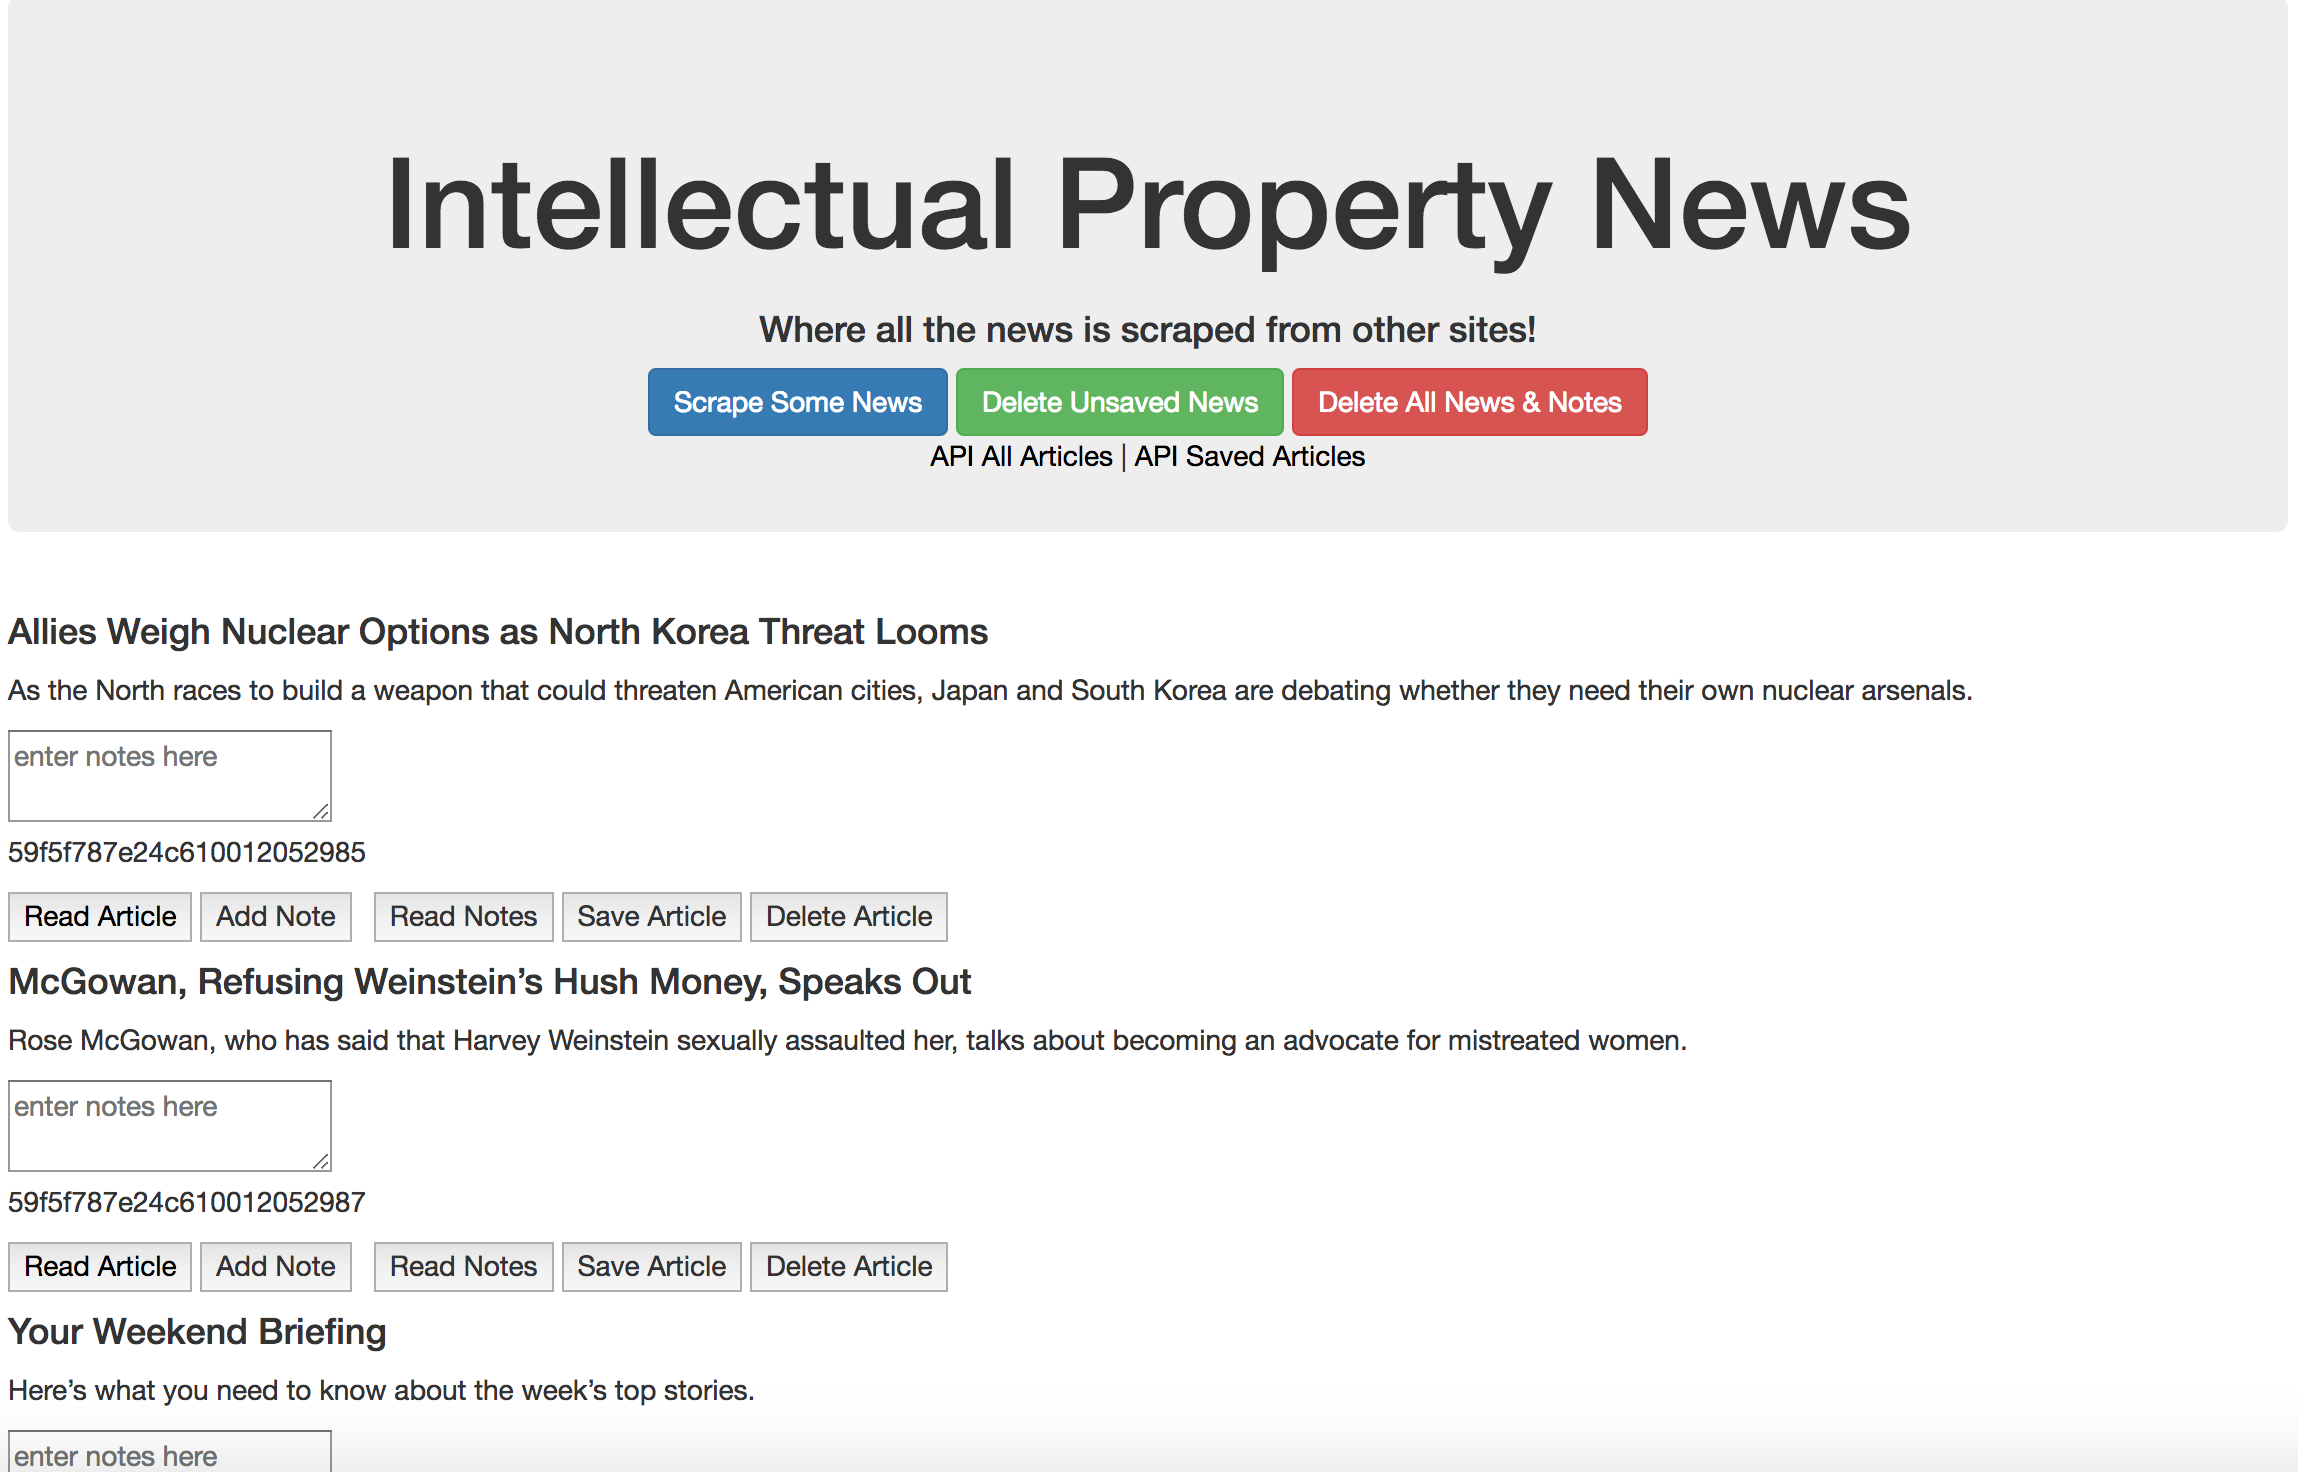 Intellectual Property News
Where all the news is scraped from other sites!
Scrape Some News Delete Unsaved News Delete All News & Notes
API All Articles | API Saved Articles
Allies Weigh Nuclear Options as North Korea Threat Looms
As the North races to build a weapon that could threaten American cities, Japan and South Korea are debating whether they need their own nuclear arsenals.
enter notes here
59f5f787e24c610012052985
Read Article Add Note Read Notes Save Article Delete Article
McGowan, Refusing Weinstein’s Hush Money, Speaks Out
Rose McGowan, who has said that Harvey Weinstein sexually assaulted her, talks about becoming an advocate for mistreated women.
enter notes here
59f5f787e24c610012052987
Read Article Add Note Read Notes Save Article Delete Article
Your Weekend Briefing
Here’s what you need to know about the week’s top stories.
enter notes here